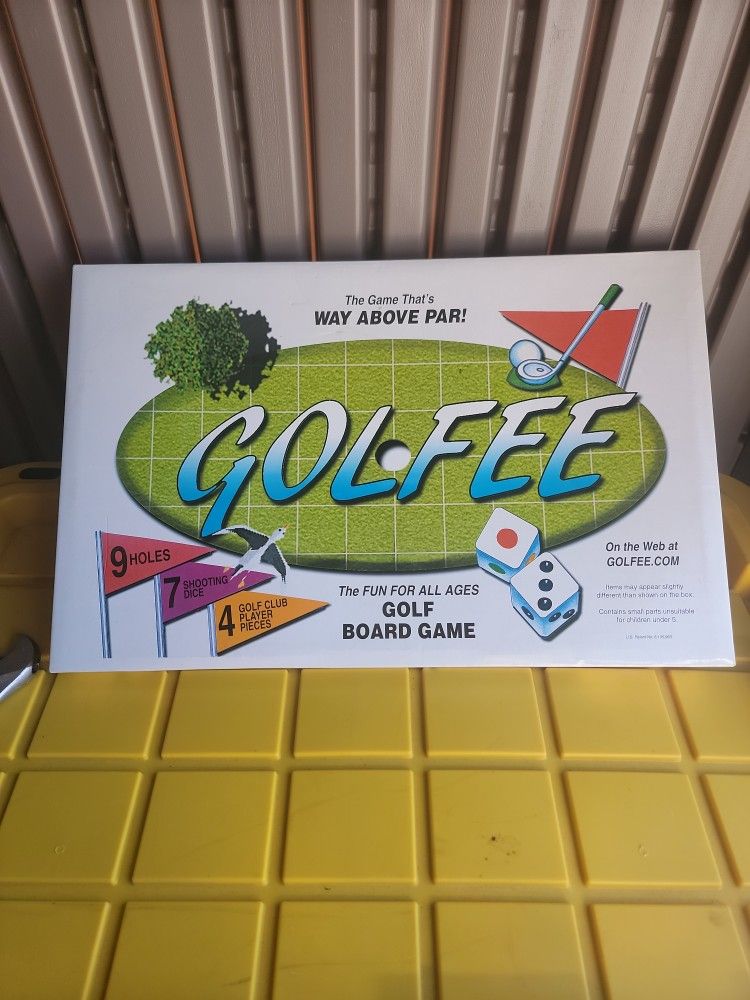 The Game That's
WAY ABOVE PAR!
GOLFEE
9 HOLES
7 SHOOTING
DICE
4 GOLF CLUB
PLAYER
PIECES
The FUN FOR ALL AGES
GOLF
BOARD GAME
On the Web at
GOLFEE.COM
Items may appear slightly
different than shown on the box.
Contains small parts unsuitable
for children under 5.
U.S. Patent No.